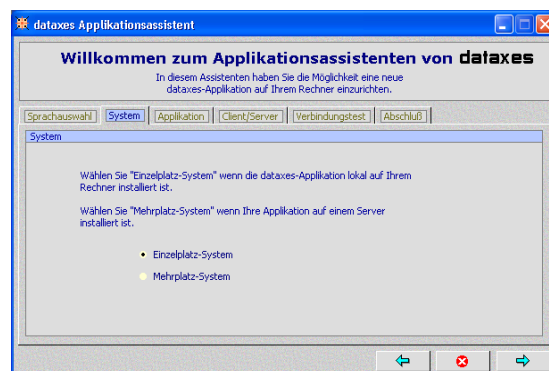 dataxes Applikationsassistent
Willkommen zum Applikationsassistenten von dataxes
In diesem Assistenten haben Sie die Möglichkeit eine neue
dataxes-Applikation auf Ihrem Rechner einzurichten.
Sprachauswahl System Applikation Client/Server Verbindungstest Abschluß
System
Wählen Sie "Einzelplatz-System" wenn die dataxes-Applikation lokal auf Ihrem
Rechner installiert ist.
Wählen Sie "Mehrplatz-System" wenn Ihre Applikation auf einem Server
installiert ist.
Einzelplatz-System
Mehrplatz-System